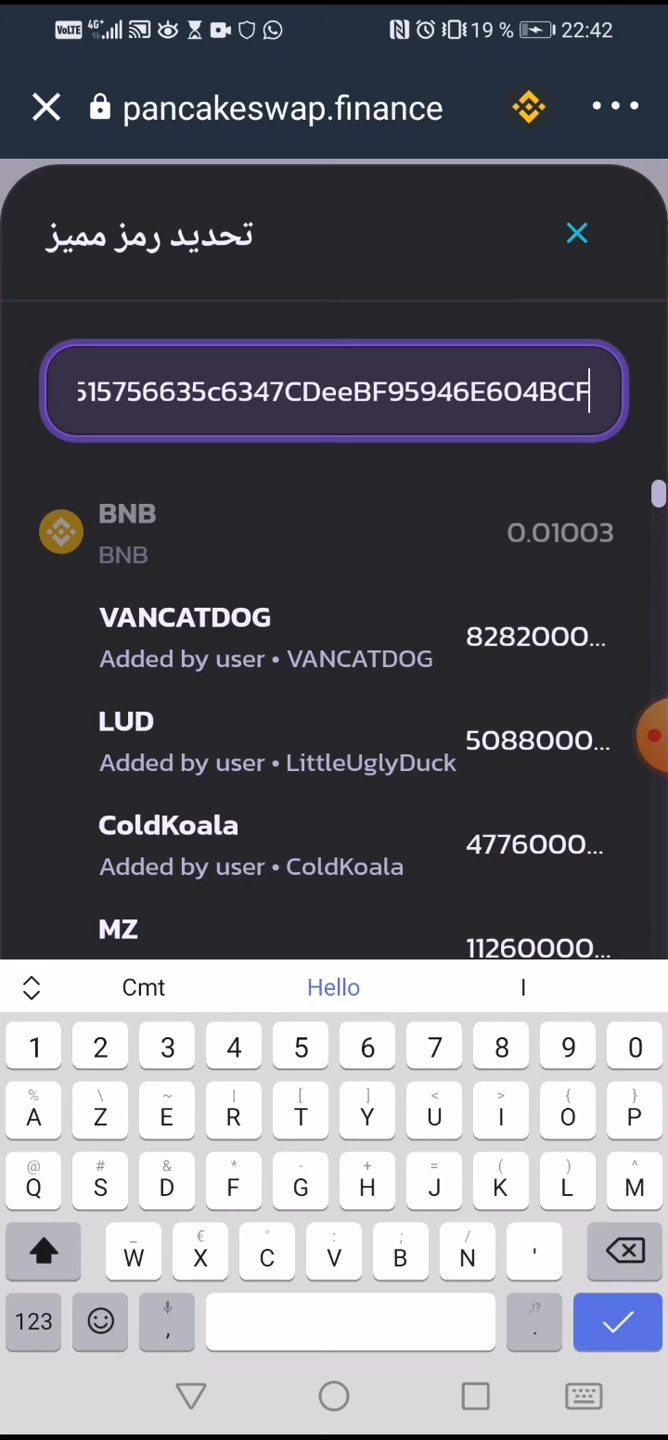 VoLTE 4G+ 19 % 22:42
pancakeswap.finance
تحديد رمز مميز
515756635c6347CDeeBF95946E604BCF
BNB
BNB
0.01003
VANCATDOG
Added by user • VANCATDOG
8282000...
LUD
Added by user • LittleUglyDuck
5088000...
ColdKoala
Added by user • ColdKoala
4776000...
MZ
11260000...
Cmt Hello I
1 2 3 4 5 6 7 8 9 0
% \ ~ | [ ] < > { }
A Z E R T Y U I O P
@ # & * - + = ( ) ^
Q S D F G H J K L M
_ € " : ; /
W X C V B N '
,!?
123 , .